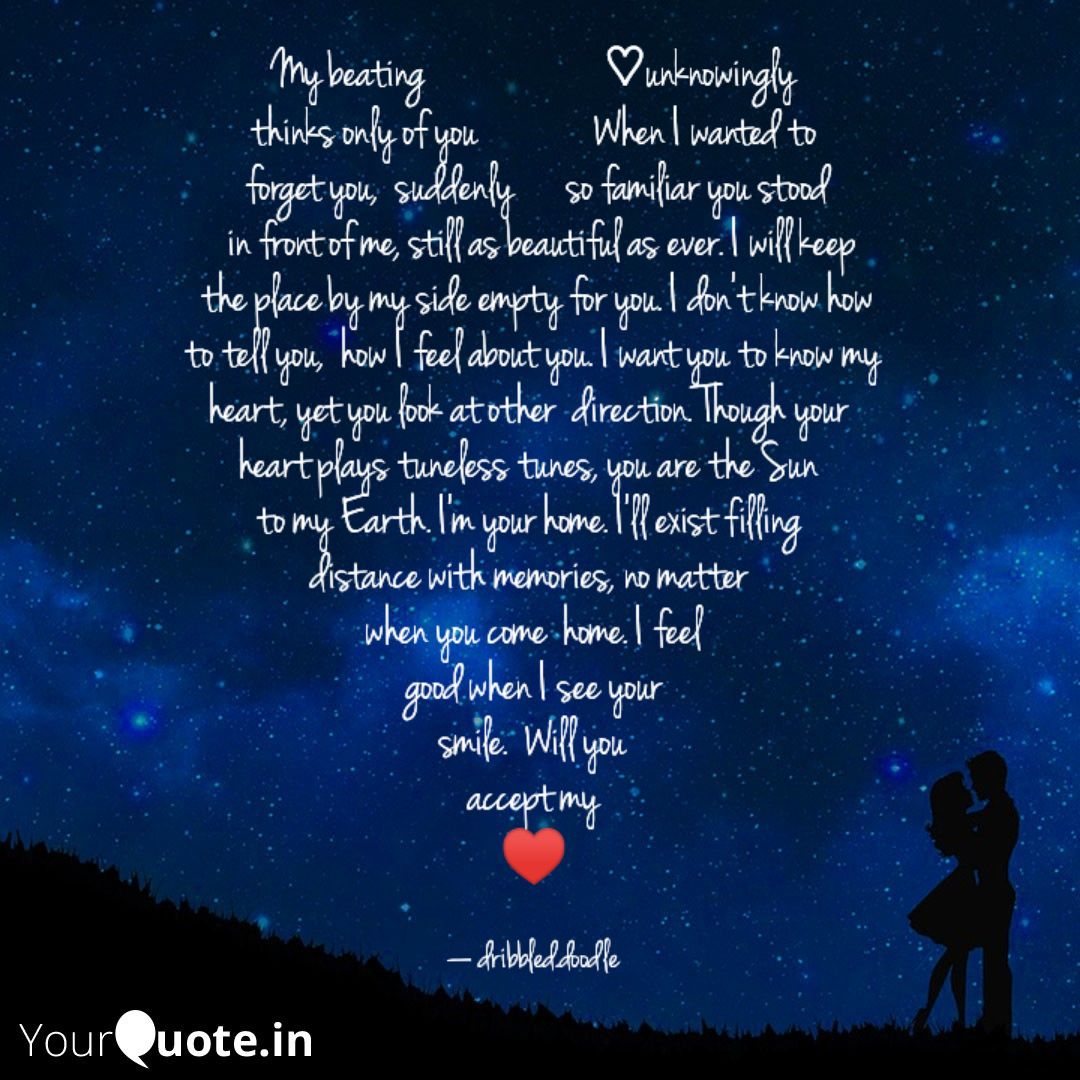 My beating ♡unknowingly
thinks only of you When I wanted to
forget you, suddenly so familiar you stood
in front of me, still as beautiful as ever. I will keep
the place by my side empty for you. I don't know how
to tell you, how I feel about you. I want you to know my
heart, yet you look at other direction. Though your
heart plays tuneless tunes, you are the Sun
to my Earth. I'm your home. I'll exist filling
distance with memories, no matter
when you come home. I feel
good when I see your
smile. Will you
accept my
♥
— dribbled.doodle
YourQuote.in